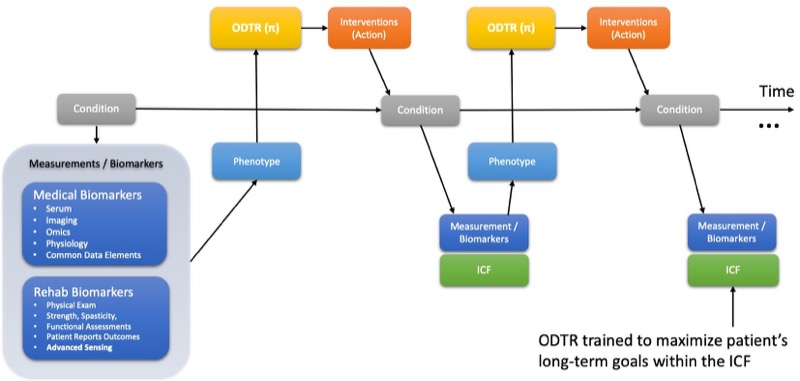 ODTR (π)
Interventions
(Action)
ODTR (π)
Interventions
(Action)
Time
...
Condition
Condition
Condition
Measurements / Biomarkers
Medical Biomarkers
• Serum
• Imaging
• Omics
• Physiology
• Common Data Elements
Rehab Biomarkers
• Physical Exam
• Strength, Spasticity,
• Functional Assessments
• Patient Reports Outcomes
• Advanced Sensing
Phenotype
Phenotype
Measurement /
Biomarkers
ICF
Measurement /
Biomarkers
ICF
ODTR trained to maximize patient’s
long-term goals within the ICF